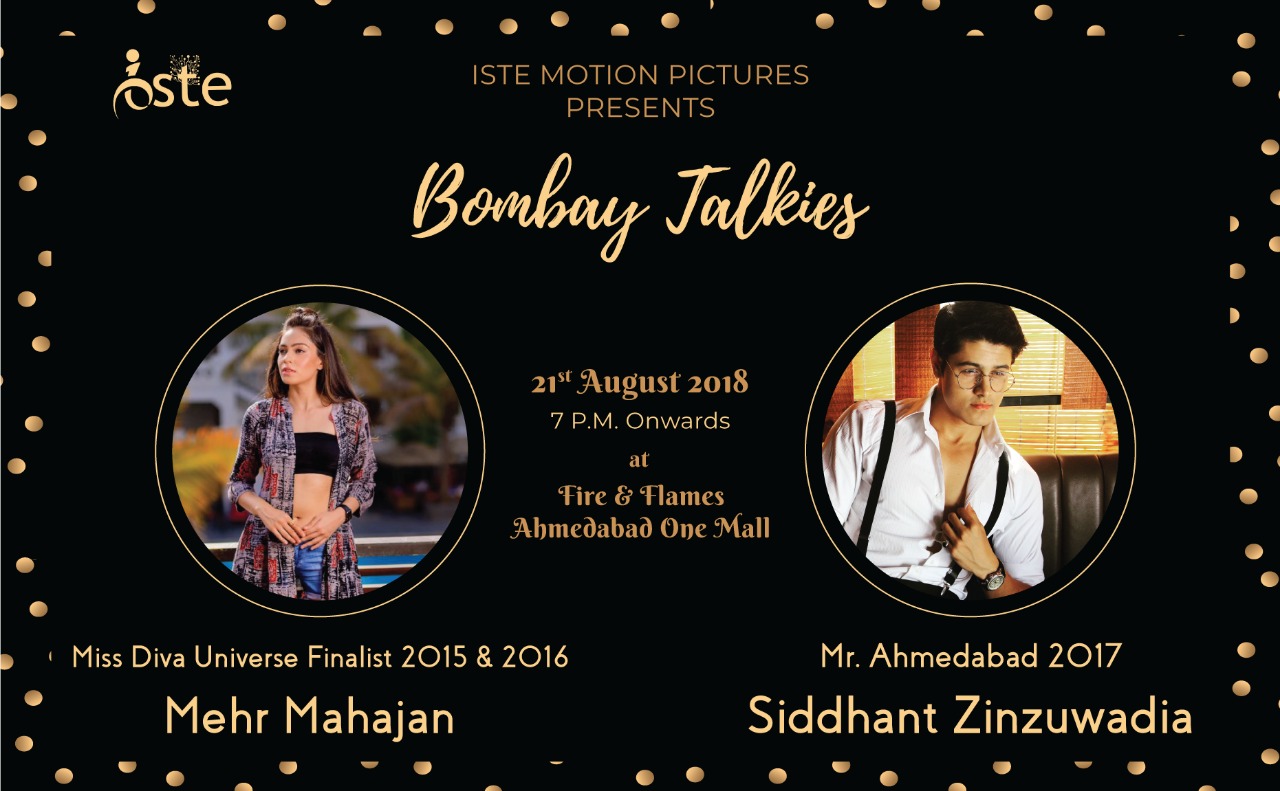 iste
ISTE MOTION PICTURES
PRESENTS
Bombay Talkies
21st August 2018
7 P.M. Onwards
at
Fire & Flames
Ahmedabad One Mall
Miss Diva Universe Finalist 2015 & 2016
Mehr Mahajan
Mr. Ahmedabad 2017
Siddhant Zinzuwadia